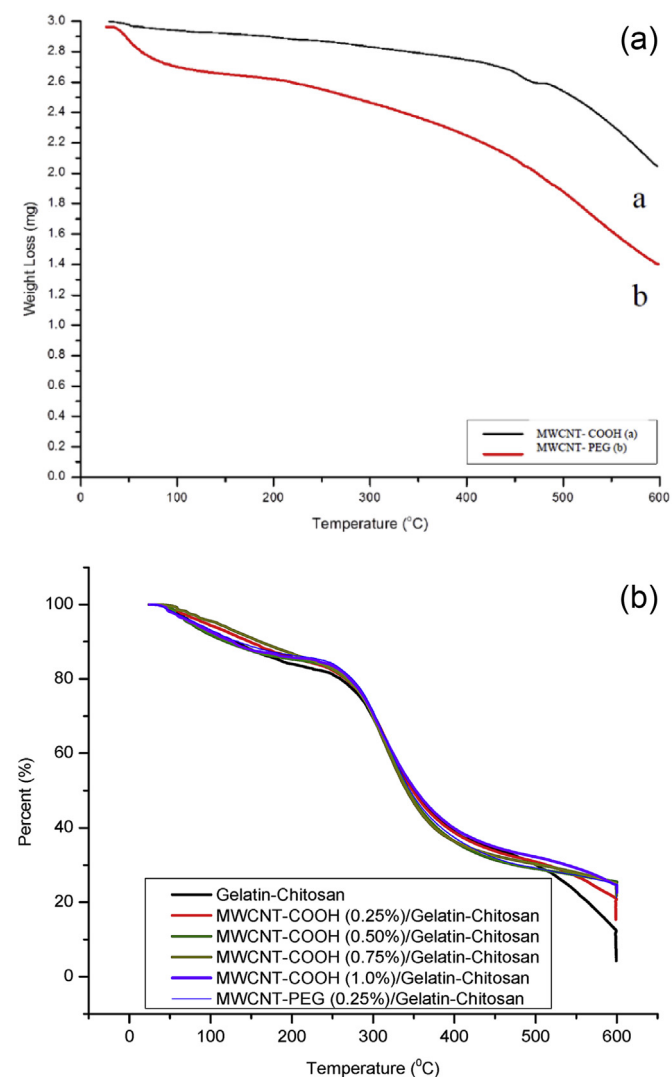 (a)
3.0
2.8
2.6
2.4
2.2
2.0
1.8
1.6
1.4
1.2
1.0
0.8
0.6
0.4
0.2
0.0
Weight Loss (mg)
a
b
MWCNT- COOH (a)
MWCNT- PEG (b)
100
200
300
400
500
600
Temperature (°C)
(b)
100
80
60
40
20
0
Percent (%)
Gelatin-Chitosan
MWCNT-COOH (0.25%)/Gelatin-Chitosan
MWCNT-COOH (0.50%)/Gelatin-Chitosan
MWCNT-COOH (0.75%)/Gelatin-Chitosan
MWCNT-COOH (1.0%)/Gelatin-Chitosan
MWCNT-PEG (0.25%)/Gelatin-Chitosan
0
100
200
300
400
500
600
Temperature (⁰C)